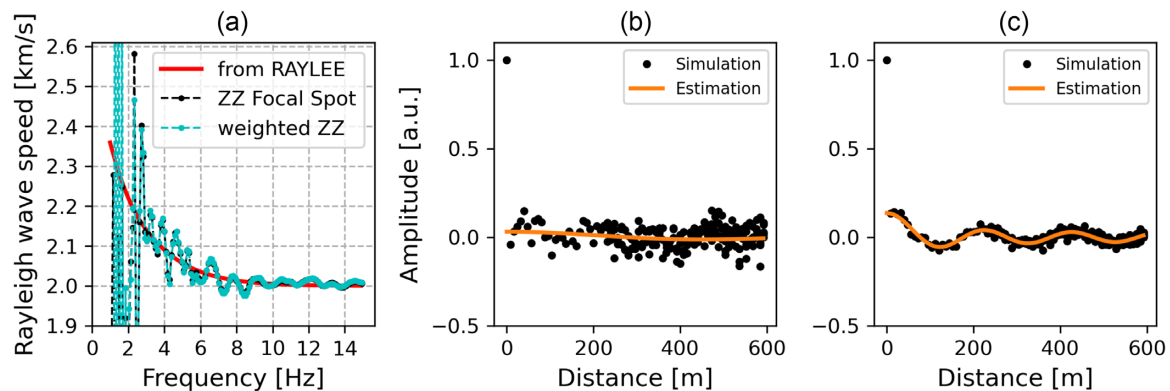 (a)
Rayleigh wave speed [km/s]
2.6
2.5
2.4
2.3
2.2
2.1
2.0
1.9
from RAYLEE
ZZ Focal Spot
weighted ZZ
0 2 4 6 8 10 12 14
Frequency [Hz]
(b)
Amplitude [a.u.]
1.0
0.5
0.0
−0.5
Simulation
Estimation
0 200 400 600
Distance [m]
(c)
1.0
0.5
0.0
−0.5
Simulation
Estimation
0 200 400 600
Distance [m]